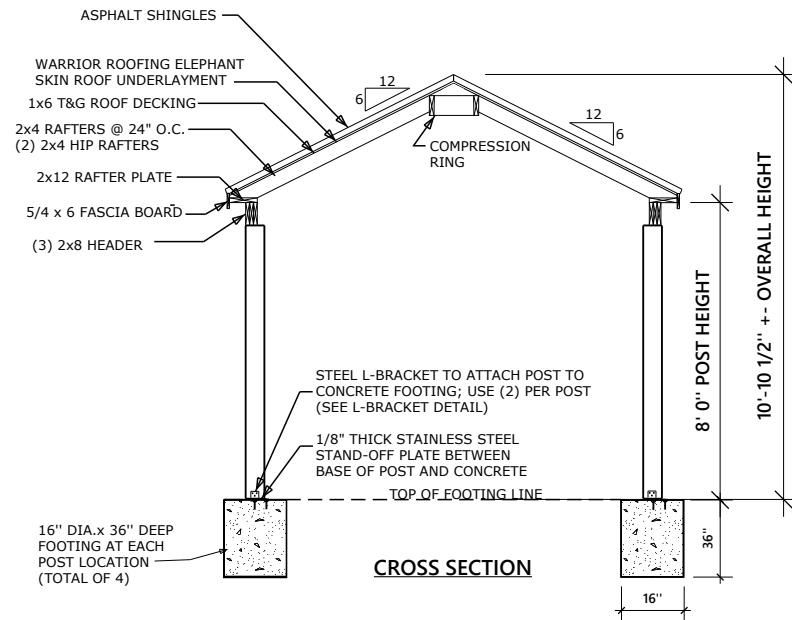 ASPHALT SHINGLES
WARRIOR ROOFING ELEPHANT
SKIN ROOF UNDERLAYMENT
1x6 T&G ROOF DECKING
2x4 RAFTERS @ 24" O.C.
(2) 2x4 HIP RAFTERS
2x12 RAFTER PLATE
5/4 x 6 FASCIA BOARD
(3) 2x8 HEADER
12
6
12
6
COMPRESSION
RING
STEEL L-BRACKET TO ATTACH POST TO
CONCRETE FOOTING; USE (2) PER POST
(SEE L-BRACKET DETAIL)
1/8" THICK STAINLESS STEEL
STAND-OFF PLATE BETWEEN
BASE OF POST AND CONCRETE
TOP OF FOOTING LINE
16" DIA.x 36" DEEP
FOOTING AT EACH
POST LOCATION
(TOTAL OF 4)
CROSS SECTION
8' 0" POST HEIGHT
10'-10 1/2" +- OVERALL HEIGHT
36"
16"